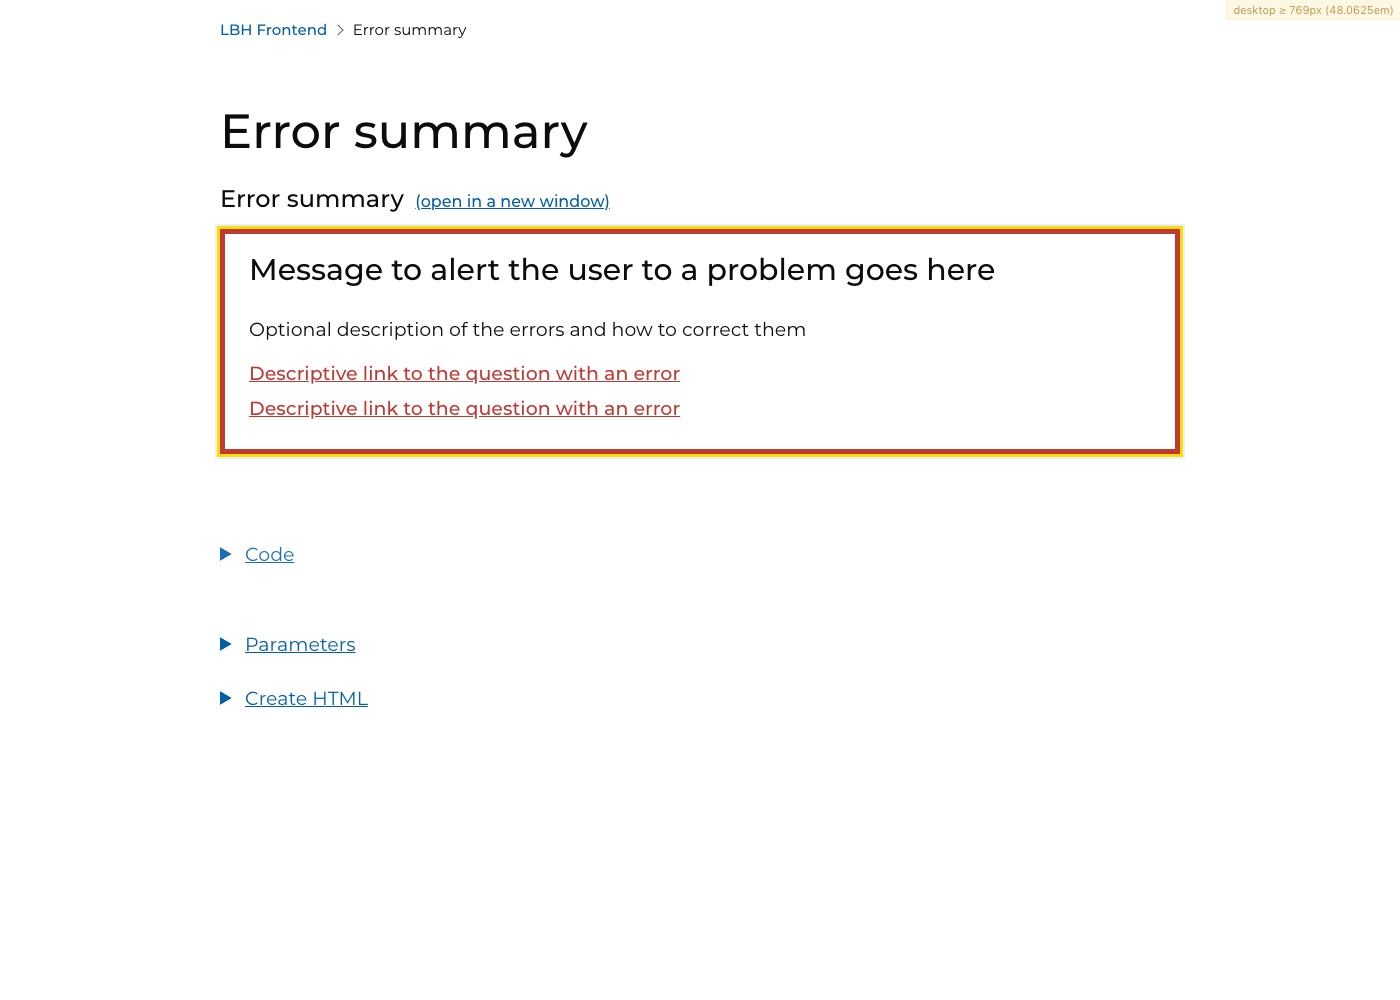 desktop ≥ 769px (48.0625em)
LBH Frontend > Error summary
Error summary
Error summary (open in a new window)
Message to alert the user to a problem goes here
Optional description of the errors and how to correct them
Descriptive link to the question with an error
Descriptive link to the question with an error
Code
Parameters
Create HTML